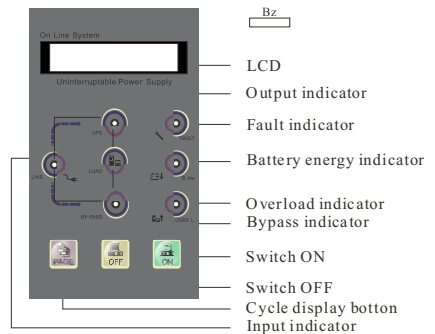 Bz
On Line System
LCD
Uninterruptable Power Supply
Output indicator
Fault indicator
UPS
FAULT
Battery energy indicator
LINE
LOAD
Overload indicator
BY-PASS
Bypass indicator
Switch ON
PAGE
OFF
ON
Switch OFF
Cycle display botton
Input indicator